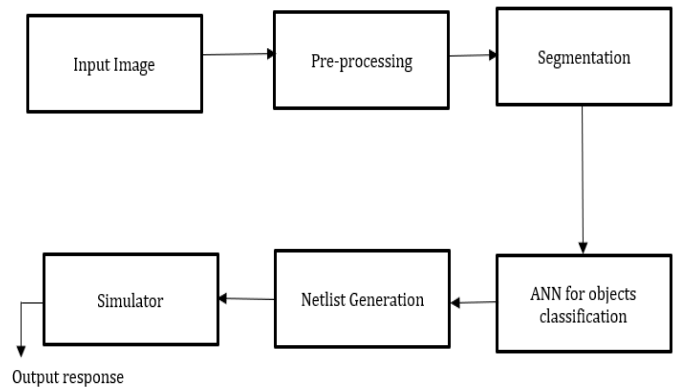 Input Image
Pre-processing
Segmentation
ANN for objects
classification
Netlist Generation
Simulator
Output response